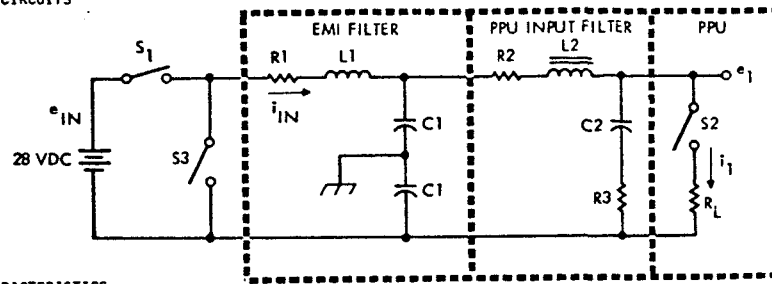 CIRCUITS
EMI FILTER
PPU INPUT FILTER
PPU
S1
R1
L1
R2
L2
e1
eIN
iIN
C1
C2
S2
28 VDC
S3
i1
C1
R3
RL